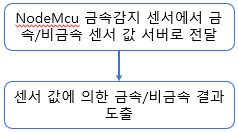 NodeMcu 금속감지 센서에서 금
속/비금속 센서 값 서버로 전달
센서 값에 의한 금속/비금속 결과
도출